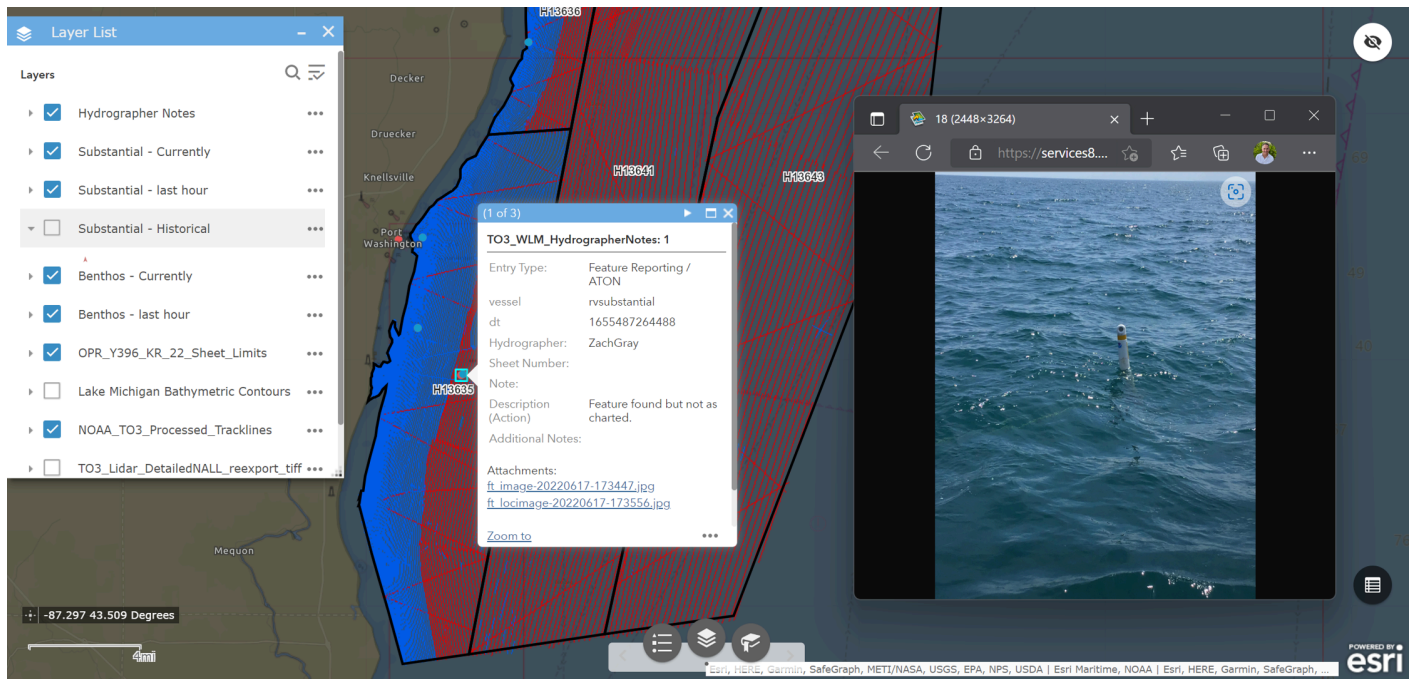 Layer List
Layers
Hydrographer Notes
Substantial - Currently
Substantial - last hour
Substantial - Historical
Benthos - Currently
Benthos - last hour
OPR_Y396_KR_22_Sheet_Limits
Lake Michigan Bathymetric Contours
NOAA_TO3_Processed_Tracklines
TO3_Lidar_DetailedNALL_reexport_tiff
H13636
Decker
Druecker
Knellsville
Port
Washington
H13641
H13643
H13635
Mequon
(1 of 3)
TO3_WLM_HydrographerNotes: 1
Entry Type: Feature Reporting /
ATON
vessel rvsubstantial
dt 1655487264488
Hydrographer: ZachGray
Sheet Number:
Note:
Description Feature found but not as
(Action) charted.
Additional Notes:
Attachments:
ft_image-20220617-173447.jpg
ft_locimage-20220617-173556.jpg
Zoom to
18 (2448×3264)
https://services8....
-87.297 43.509 Degrees
4mi
Esri, HERE, Garmin, SafeGraph, METI/NASA, USGS, EPA, NPS, USDA | Esri Maritime, NOAA | Esri, HERE, Garmin, SafeGraph, ...
POWERED BY
esri